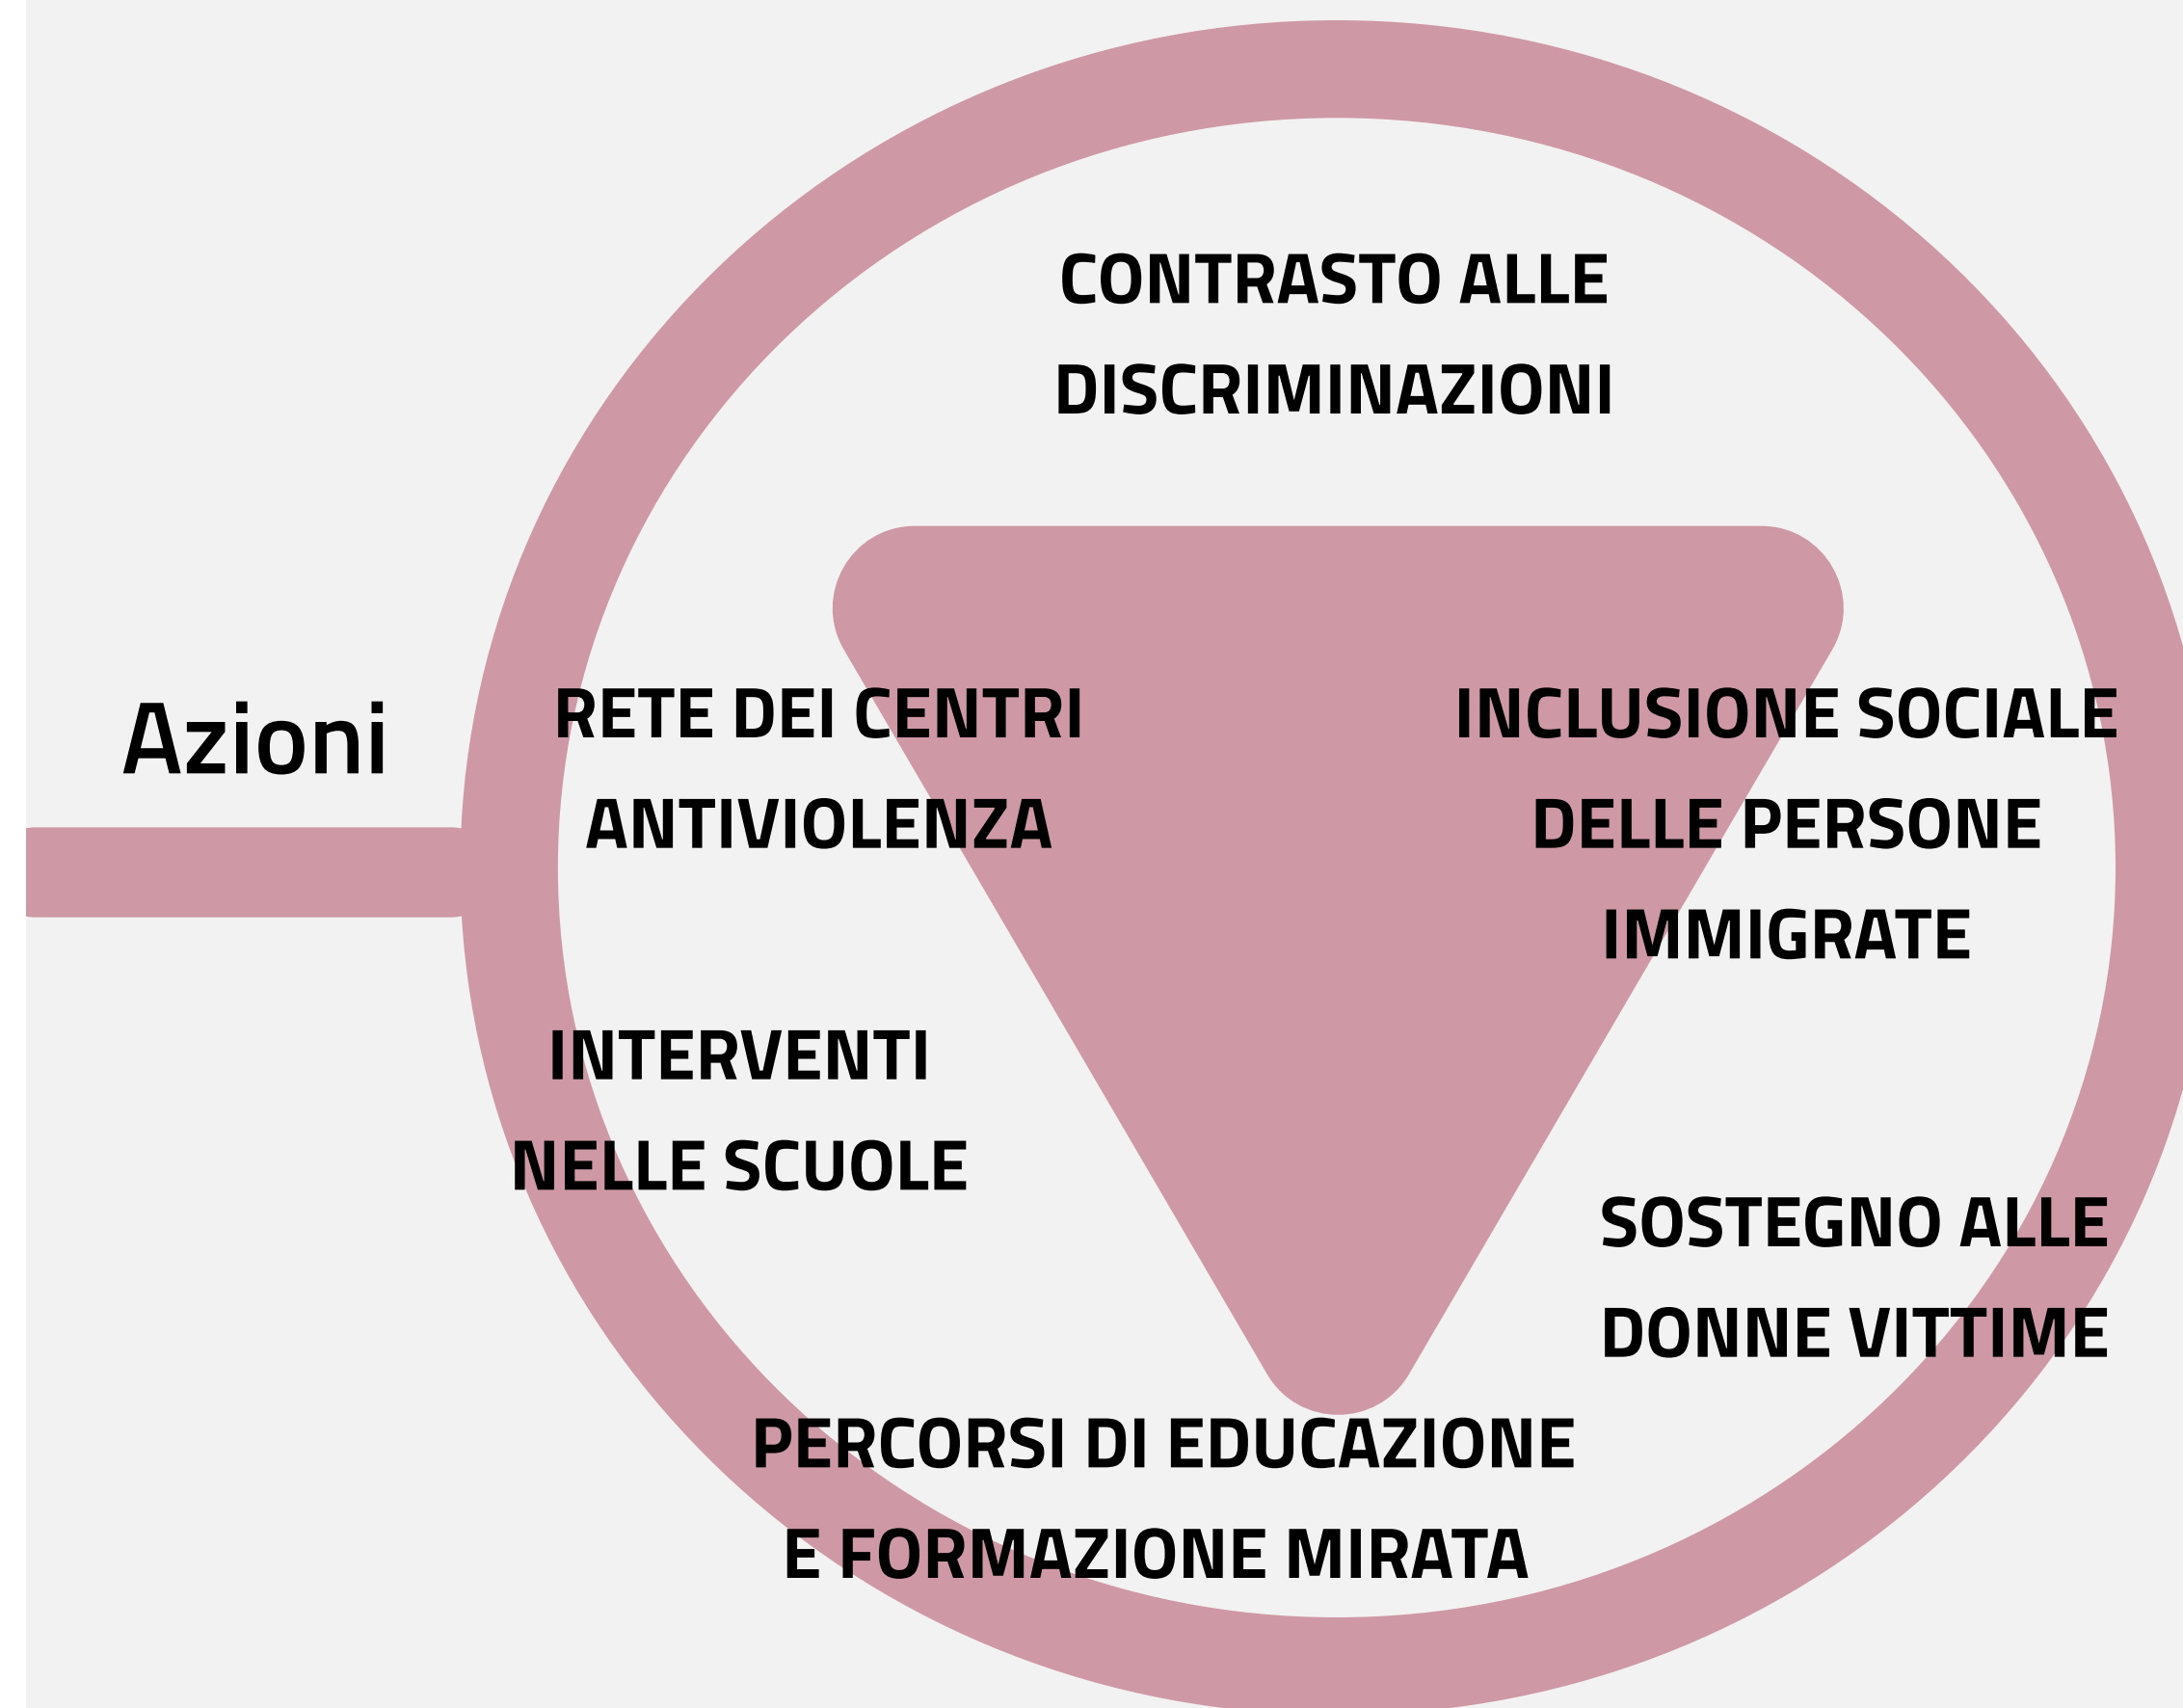 Azioni
CONTRASTO ALLE
DISCRIMINAZIONI
RETE DEI CENTRI
ANTIVIOLENZA
INCLUSIONE SOCIALE
DELLE PERSONE
IMMIGRATE
INTERVENTI
NELLE SCUOLE
SOSTEGNO ALLE
DONNE VITTIME
PERCORSI DI EDUCAZIONE
E FORMAZIONE MIRATA